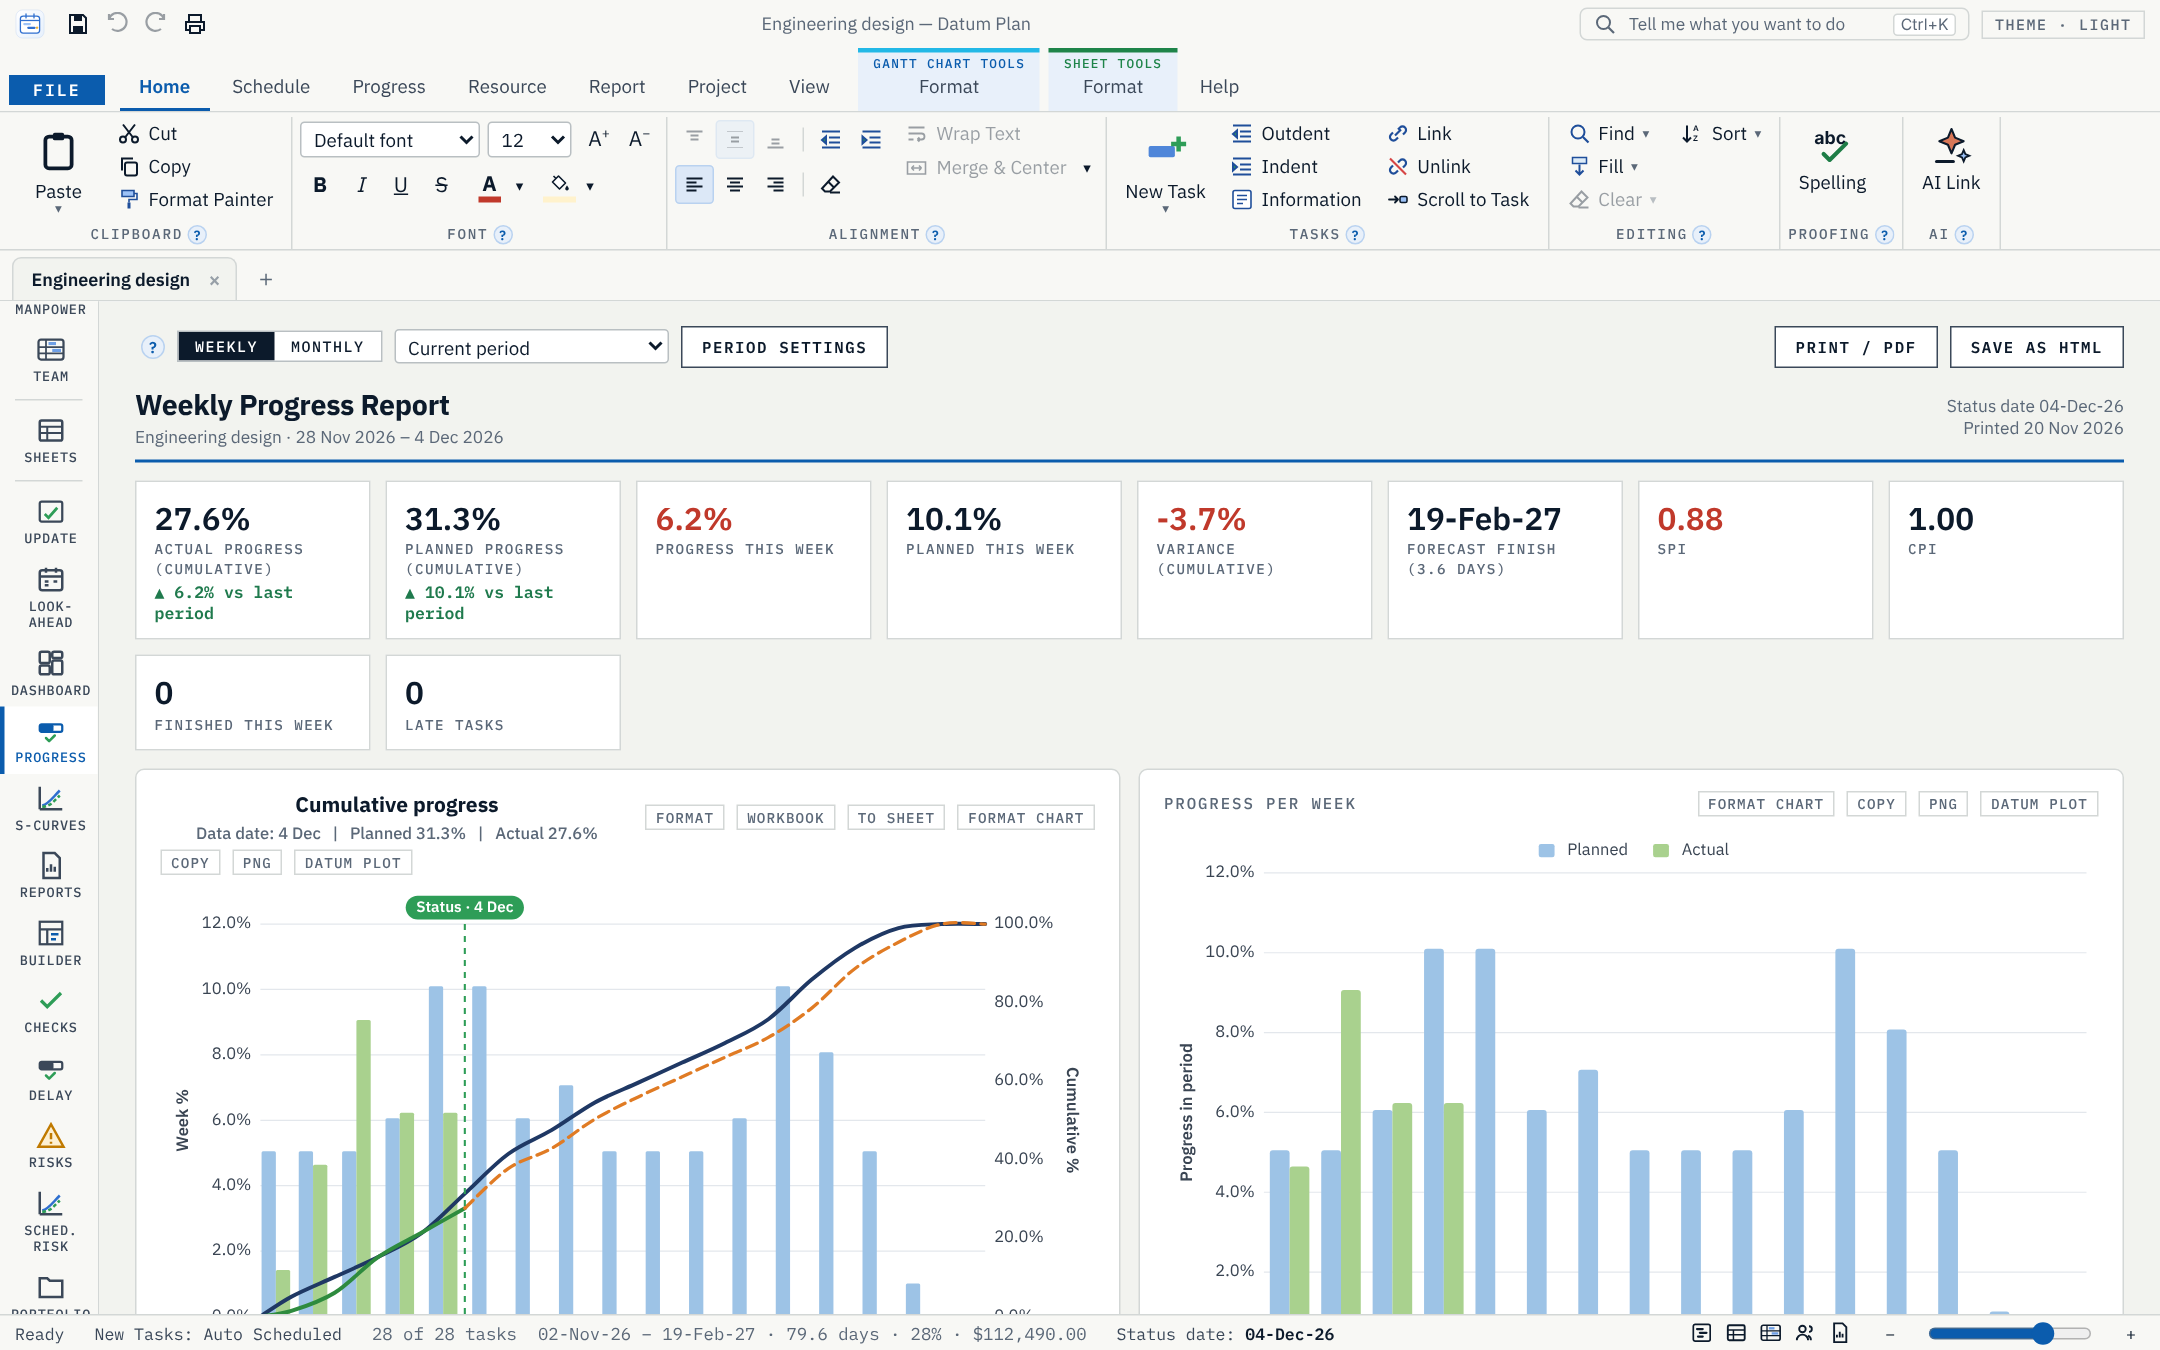 Engineering design — Datum Plan
Tell me what you want to do
Ctrl+K
THEME · LIGHT
GANTT CHART TOOLS
SHEET TOOLS
FILE
Home
Schedule
Progress
Resource
Report
Project
View
Format
Format
Help
Paste
Cut
Copy
Format Painter
CLIPBOARD ?
Default font
12
A+
A−
B
I
U
S
A
FONT ?
Wrap Text
Merge & Center
ALIGNMENT ?
New Task
Outdent
Indent
Information
Link
Unlink
Scroll to Task
TASKS ?
Find
Sort
A
Z
Fill
Clear
EDITING ?
abc
Spelling
PROOFING ?
AI Link
AI ?
Engineering design ×
+
MANPOWER
TEAM
SHEETS
UPDATE
LOOK-
AHEAD
DASHBOARD
PROGRESS
S-CURVES
REPORTS
BUILDER
CHECKS
DELAY
RISKS
SCHED.
RISK
PORTFOLIO
?
WEEKLY
MONTHLY
Current period
PERIOD SETTINGS
PRINT / PDF
SAVE AS HTML
Weekly Progress Report
Engineering design · 28 Nov 2026 – 4 Dec 2026
Status date 04-Dec-26
Printed 20 Nov 2026
27.6%
ACTUAL PROGRESS
(CUMULATIVE)
▲ 6.2% vs last
period
31.3%
PLANNED PROGRESS
(CUMULATIVE)
▲ 10.1% vs last
period
6.2%
PROGRESS THIS WEEK
10.1%
PLANNED THIS WEEK
-3.7%
VARIANCE
(CUMULATIVE)
19-Feb-27
FORECAST FINISH
(3.6 DAYS)
0.88
SPI
1.00
CPI
0
FINISHED THIS WEEK
0
LATE TASKS
Cumulative progress
Data date: 4 Dec | Planned 31.3% | Actual 27.6%
FORMAT
WORKBOOK
TO SHEET
FORMAT CHART
COPY
PNG
DATUM PLOT
Status · 4 Dec
12.0%
10.0%
8.0%
6.0%
4.0%
2.0%
0.0%
Week %
100.0%
80.0%
60.0%
40.0%
20.0%
0.0%
Cumulative %
PROGRESS PER WEEK
FORMAT CHART
COPY
PNG
DATUM PLOT
Planned
Actual
12.0%
10.0%
8.0%
6.0%
4.0%
2.0%
Progress in period
Ready
New Tasks: Auto Scheduled
28 of 28 tasks
02-Nov-26 – 19-Feb-27 · 79.6 days · 28% · $112,490.00
Status date: 04-Dec-26
−
+